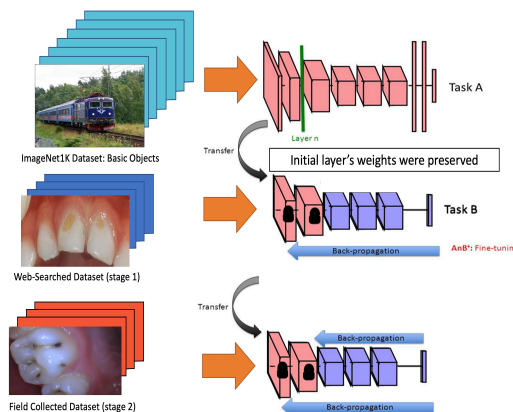 Task A
Layer n
Transfer
ImageNet1K Dataset: Basic Objects
Initial layer's weights were preserved
Task B
Back-propagation
AnB⁺: Fine-tunin
Web-Searched Dataset (stage 1)
Transfer
Back-propagation
Field Collected Dataset (stage 2)
Back-propagation